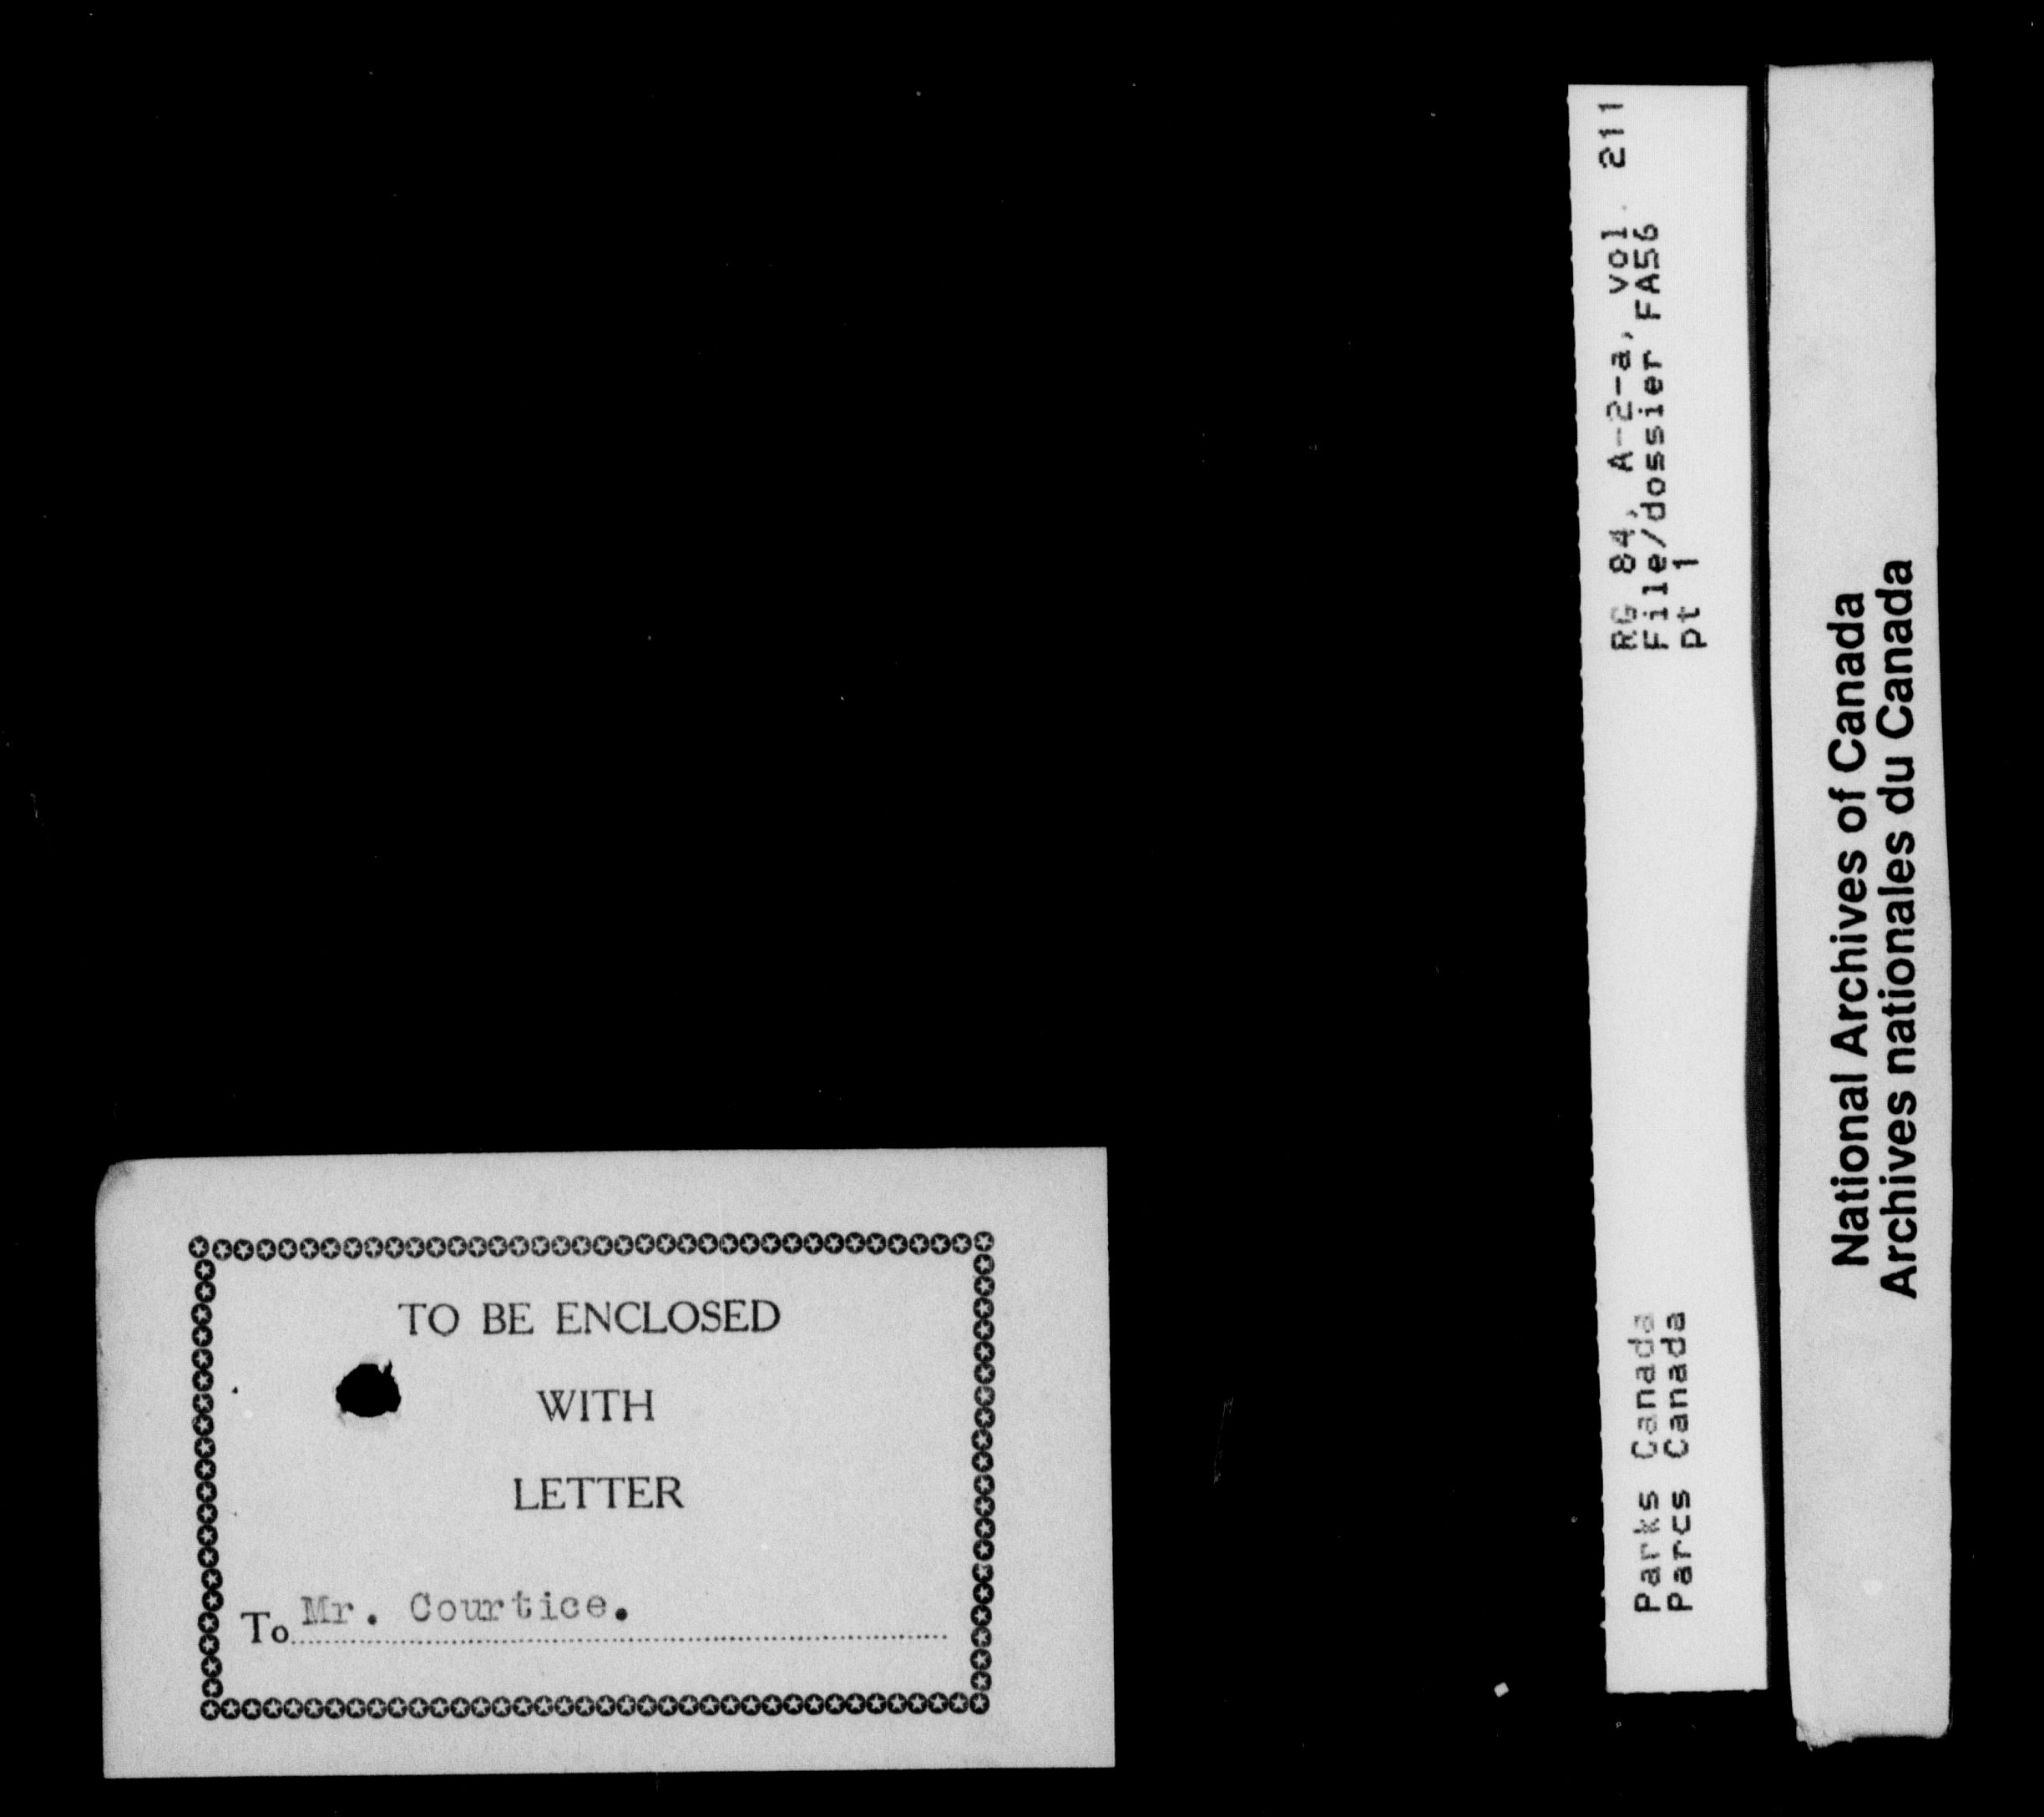 TO BE ENCLOSED
WITH
LETTER
To Mr. Courtice.
RG 84, A-2-a, vol. 211
File/dossier FA56
pt 1
Parks Canada
Parcs Canada
National Archives of Canada
Archives nationales du Canada